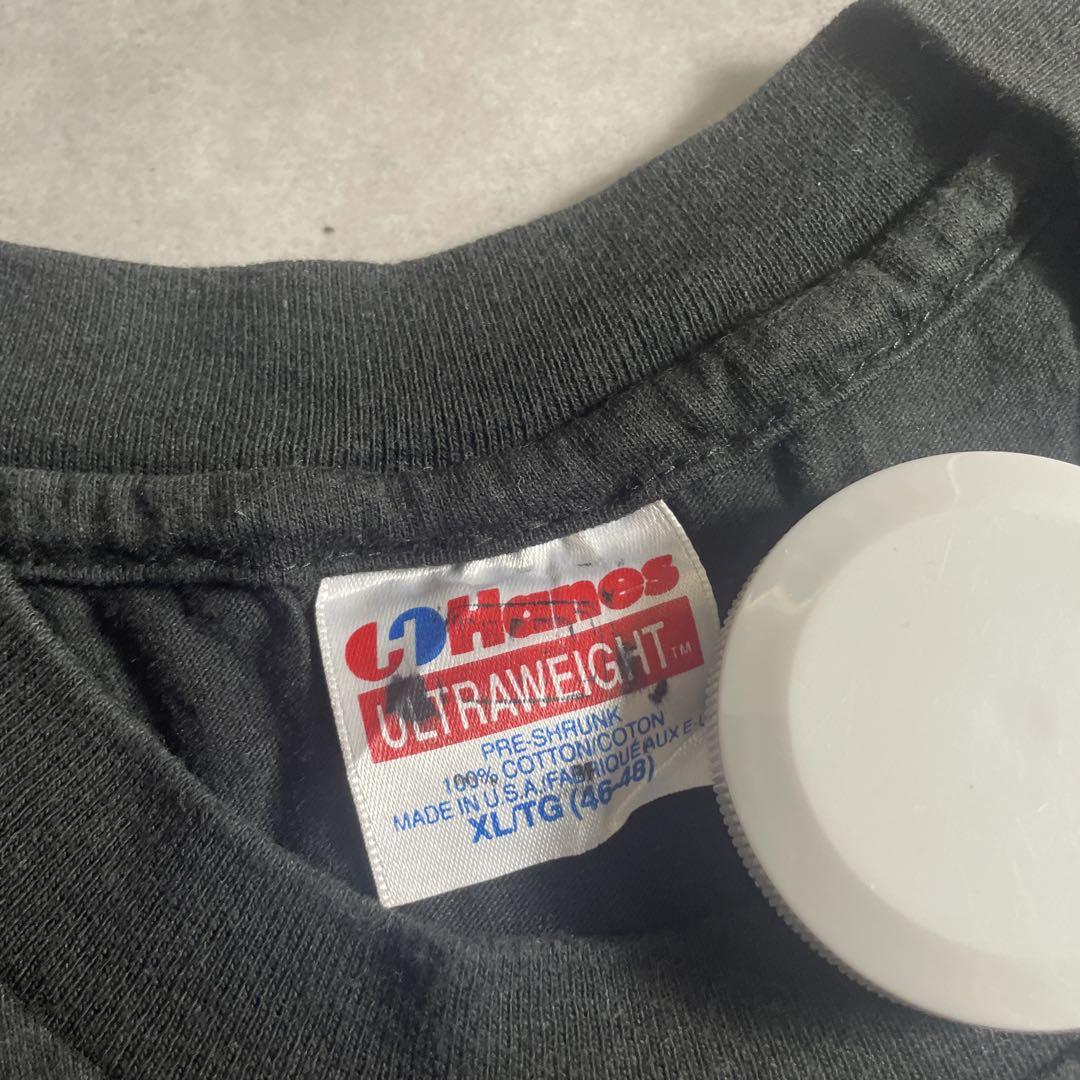 Hanes
ULTRAWEIGHT™
PRE-SHRUNK
100% COTTON/COTON
MADE IN U.S.A./FABRIQUÉ AUX E-U
XL/TG (46-48)